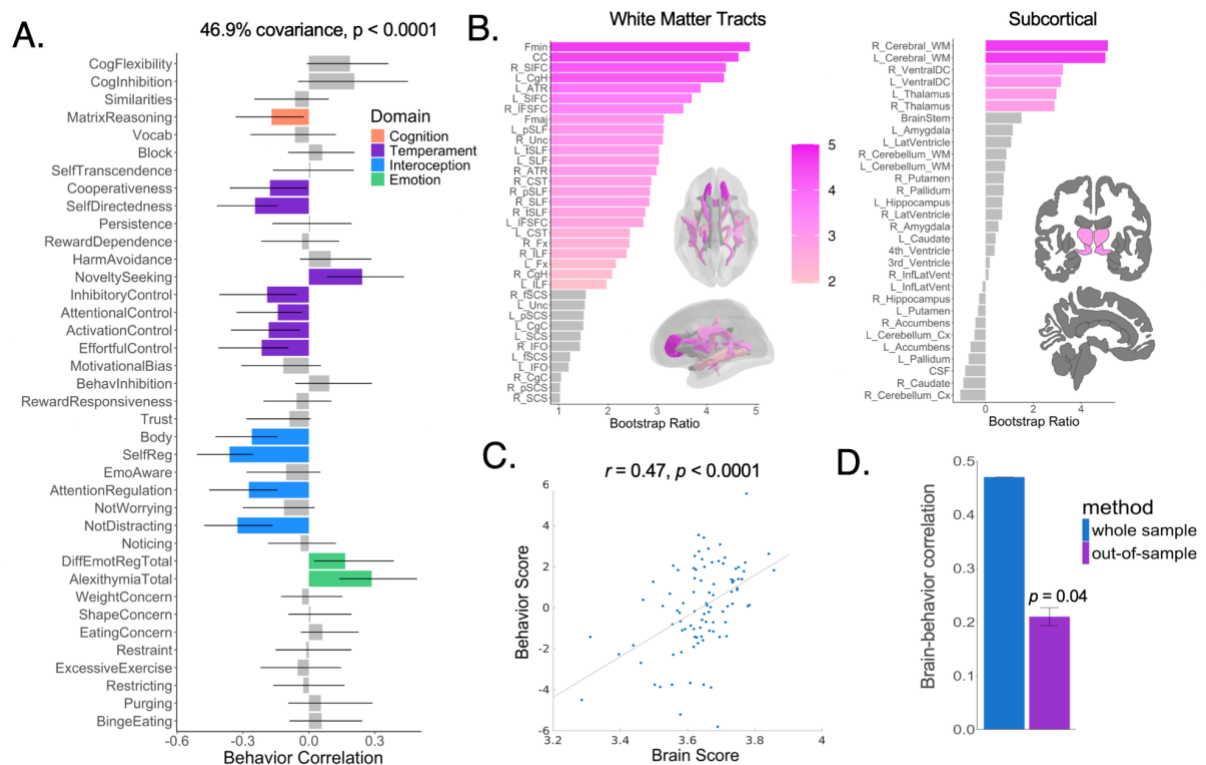 A.
46.9% covariance, p < 0.0001
CogFlexibility
CogInhibition
Similarities
MatrixReasoning
Vocab
Block
SelfTranscendence
Cooperativeness
SelfDirectedness
Persistence
RewardDependence
HarmAvoidance
NoveltySeeking
InhibitoryControl
AttentionalControl
ActivationControl
EffortfulControl
MotivationalBias
BehavInhibition
RewardResponsiveness
Trust
Body
SelfReg
EmoAware
AttentionRegulation
NotWorrying
NotDistracting
Noticing
DiffEmotRegTotal
AlexithymiaTotal
WeightConcern
ShapeConcern
EatingConcern
Restraint
ExcessiveExercise
Restricting
Purging
BingeEating
-0.6 -0.3 0.0 0.3
Behavior Correlation
Domain
Cognition
Temperament
Interoception
Emotion
B.
White Matter Tracts
Fmin
CC
R_SIFC
L_CgH
L_ATR
L_SIFC
R_IFSFC
Fmaj
L_pSLF
R_Unc
L_tSLF
L_SLF
R_ATR
R_CST
R_pSLF
R_SLF
R_tSLF
L_IFSFC
L_CST
R_Fx
R_ILF
L_Fx
R_CgH
L_ILF
R_fSCS
L_Unc
L_pSCS
L_CgC
L_SCS
R_IFO
L_fSCS
L_IFO
R_CgC
R_pSCS
R_SCS
1 2 3 4 5
Bootstrap Ratio
5
4
3
2
Subcortical
R_Cerebral_WM
L_Cerebral_WM
R_VentralDC
L_VentralDC
L_Thalamus
R_Thalamus
BrainStem
L_Amygdala
L_LatVentricle
R_Cerebellum_WM
L_Cerebellum_WM
R_Putamen
R_Pallidum
L_Hippocampus
R_LatVentricle
R_Amygdala
L_Caudate
4th_Ventricle
3rd_Ventricle
R_InfLatVent
L_InfLatVent
R_Hippocampus
L_Putamen
R_Accumbens
L_Cerebellum_Cx
L_Accumbens
L_Pallidum
CSF
R_Caudate
R_Cerebellum_Cx
0 2 4
Bootstrap Ratio
C.
r = 0.47, p < 0.0001
Behavior Score
6
4
2
0
-2
-4
-6
3.2 3.4 3.6 3.8 4
Brain Score
D.
Brain-behavior correlation
0.5
0.4
0.3
0.2
0.1
0.0
p = 0.04
method
whole sample
out-of-sample